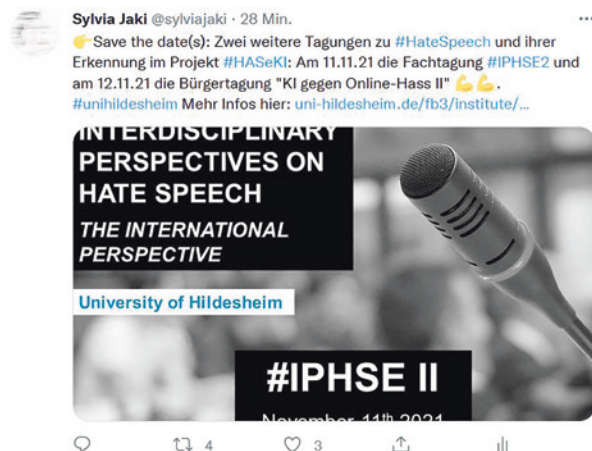 Sylvia Jaki @sylviajaki · 28 Min.
👉Save the date(s): Zwei weitere Tagungen zu #HateSpeech und ihrer
Erkennung im Projekt #HASeKI: Am 11.11.21 die Fachtagung #IPHSE2 und
am 12.11.21 die Bürgertagung "KI gegen Online-Hass II" 💪💪.
#unihildesheim Mehr Infos hier: uni-hildesheim.de/fb3/institute/...
INTERDISCIPLINARY
PERSPECTIVES ON
HATE SPEECH
THE INTERNATIONAL
PERSPECTIVE
University of Hildesheim
#IPHSE II
November 11th 2021
4
3